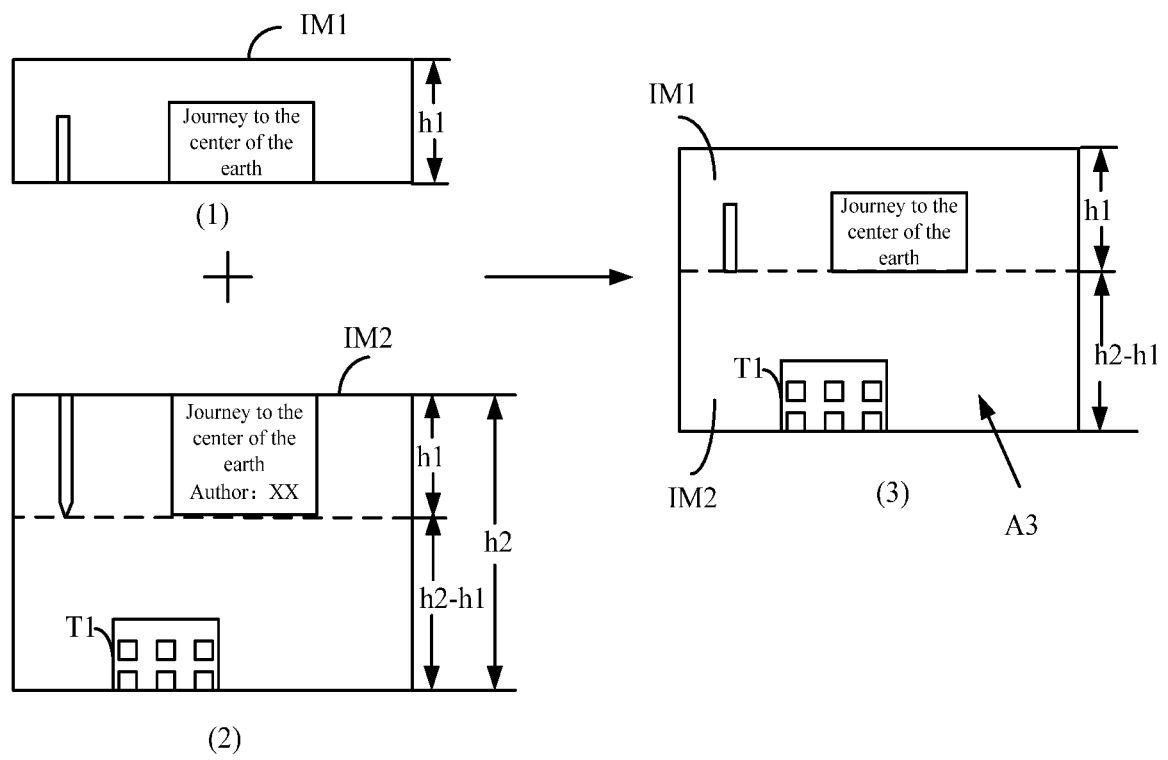 IM1
Journey to the
center of the
earth
h1
(1)
IM2
Journey to the
center of the
earth
Author：XX
h1
h2
h2-h1
T1
(2)
IM1
Journey to the
center of the
earth
h1
h2-h1
T1
IM2
(3)
A3